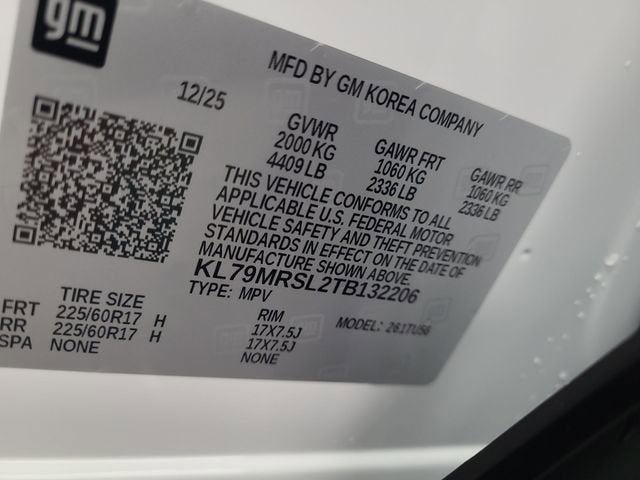 gm
MFD BY GM KOREA COMPANY
12/25
GVWR
2000 KG
4409 LB
GAWR FRT
1060 KG
2336 LB
GAWR RR
1060 KG
2336 LB
THIS VEHICLE CONFORMS TO ALL
APPLICABLE U.S. FEDERAL MOTOR
VEHICLE SAFETY AND THEFT PREVENTION
STANDARDS IN EFFECT ON THE DATE OF
MANUFACTURE SHOWN ABOVE.
KL79MRSL2TB132206
TYPE: MPV
TIRE SIZE
RIM
FRT 225/60R17 H 17X7.5J
RR 225/60R17 H 17X7.5J
SPA NONE NONE
MODEL: